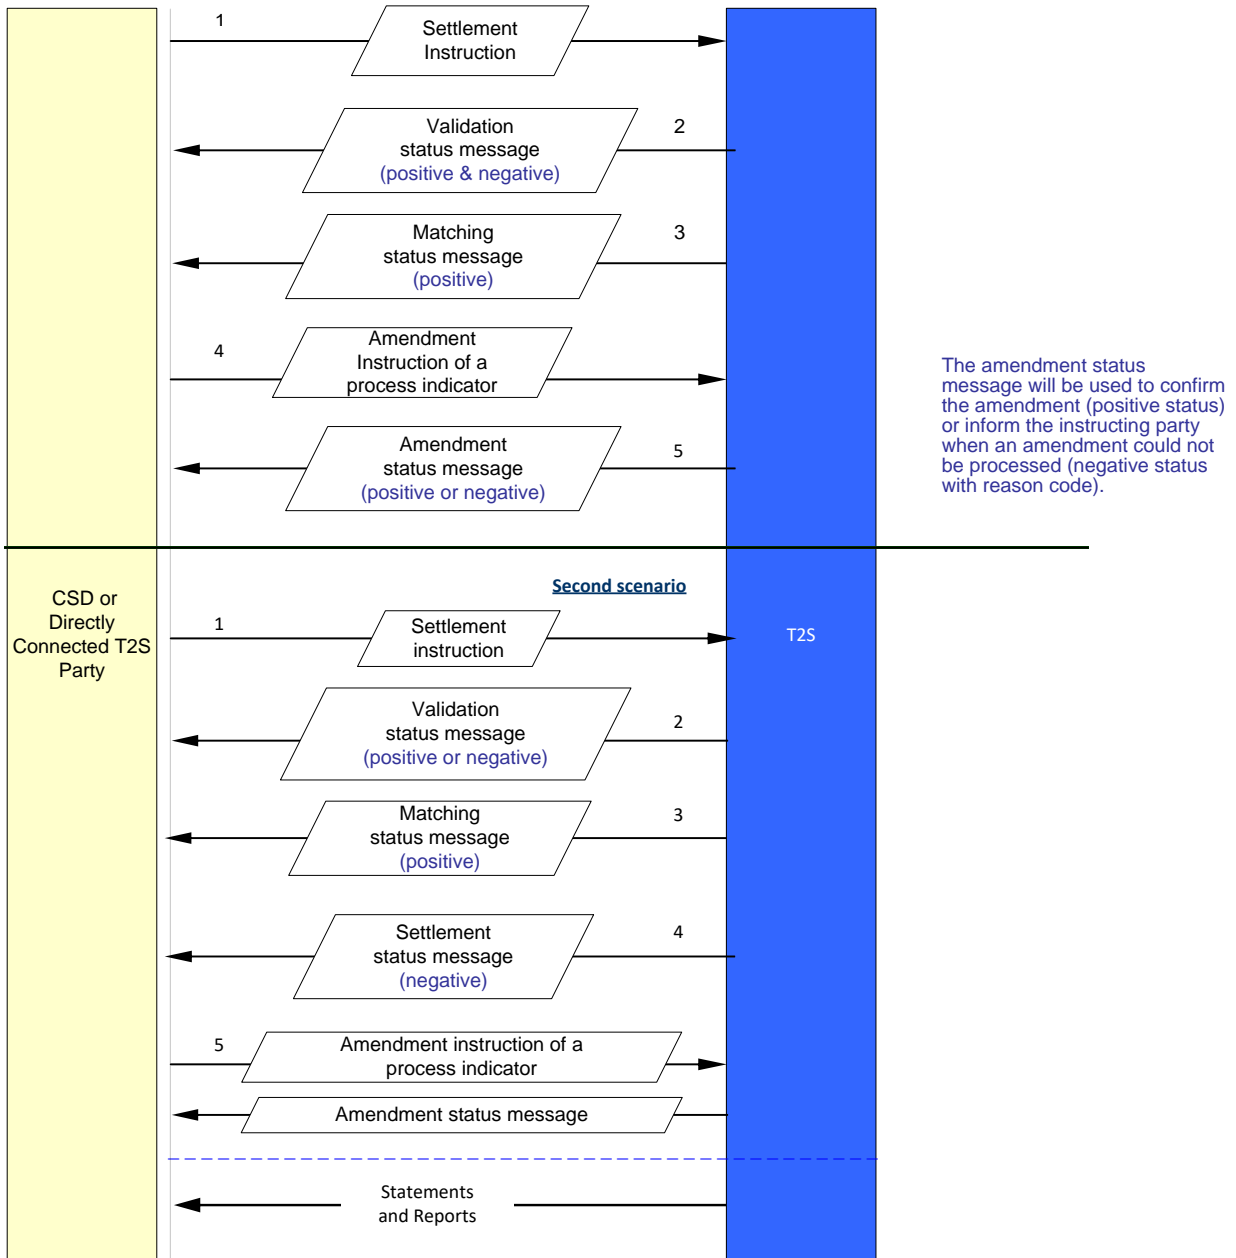 1
Settlement
Instruction
Validation
status message
(positive & negative)
2
Matching
status message
(positive)
3
4
Amendment
Instruction of a
process indicator
Amendment
status message
(positive or negative)
5
The amendment status
message will be used to confirm
the amendment (positive status)
or inform the instructing party
when an amendment could not
be processed (negative status
with reason code).
Second scenario
CSD or
Directly
Connected T2S
Party
1
Settlement
instruction
T2S
Validation
status message
(positive or negative)
2
Matching
status message
(positive)
3
Settlement
status message
(negative)
4
5
Amendment instruction of a
process indicator
Amendment status message
Statements
and Reports